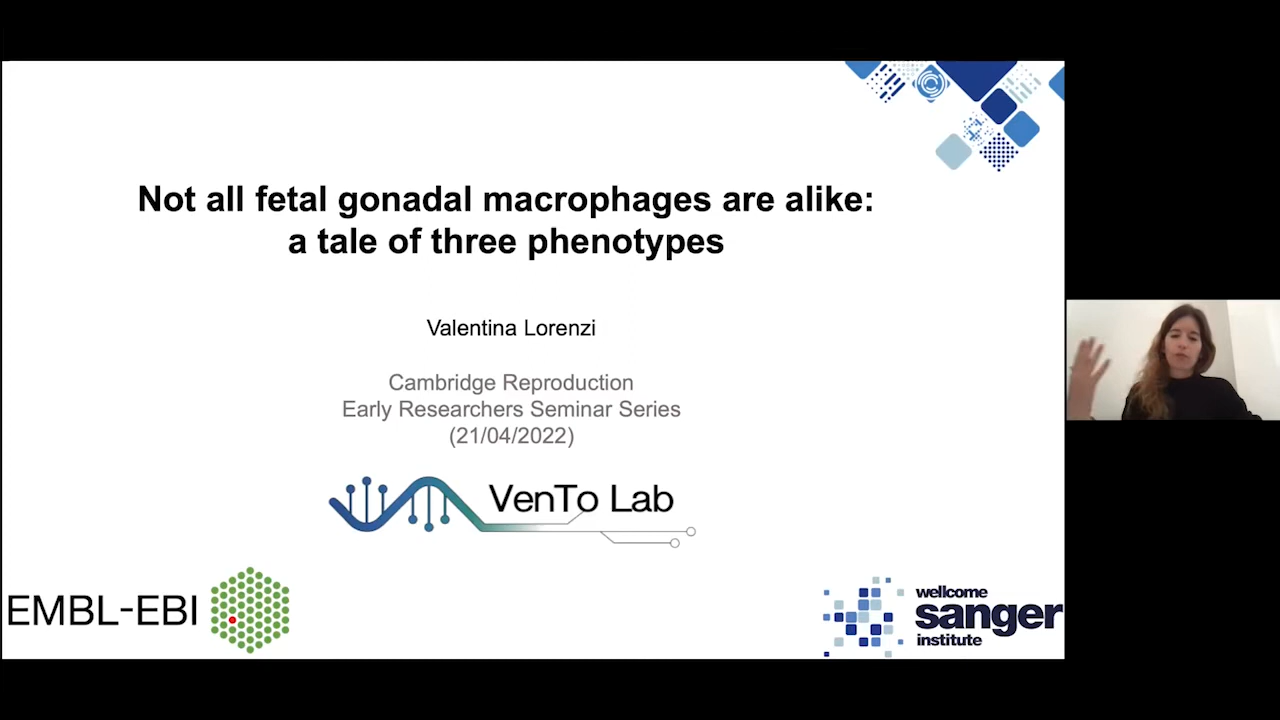 Not all fetal gonadal macrophages are alike:
a tale of three phenotypes
Valentina Lorenzi
Cambridge Reproduction
Early Researchers Seminar Series
(21/04/2022)
VenTo Lab
EMBL-EBI
wellcome
sanger
institute